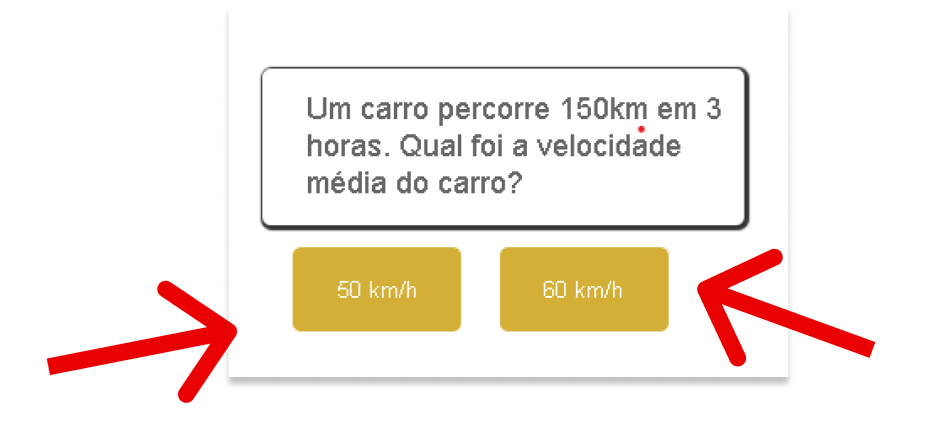 Um carro percorre 150km em 3
horas. Qual foi a velocidade
média do carro?
50 km/h
60 km/h